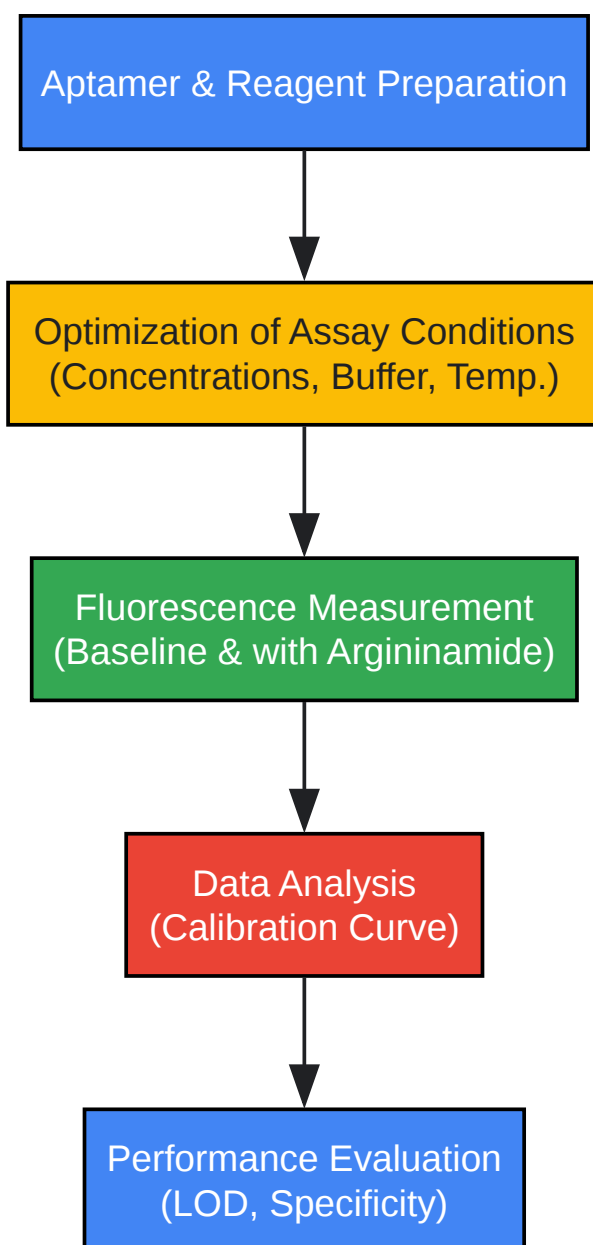 Aptamer & Reagent Preparation
Optimization of Assay Conditions
(Concentrations, Buffer, Temp.)
Fluorescence Measurement
(Baseline & with Argininamide)
Data Analysis
(Calibration Curve)
Performance Evaluation
(LOD, Specificity)